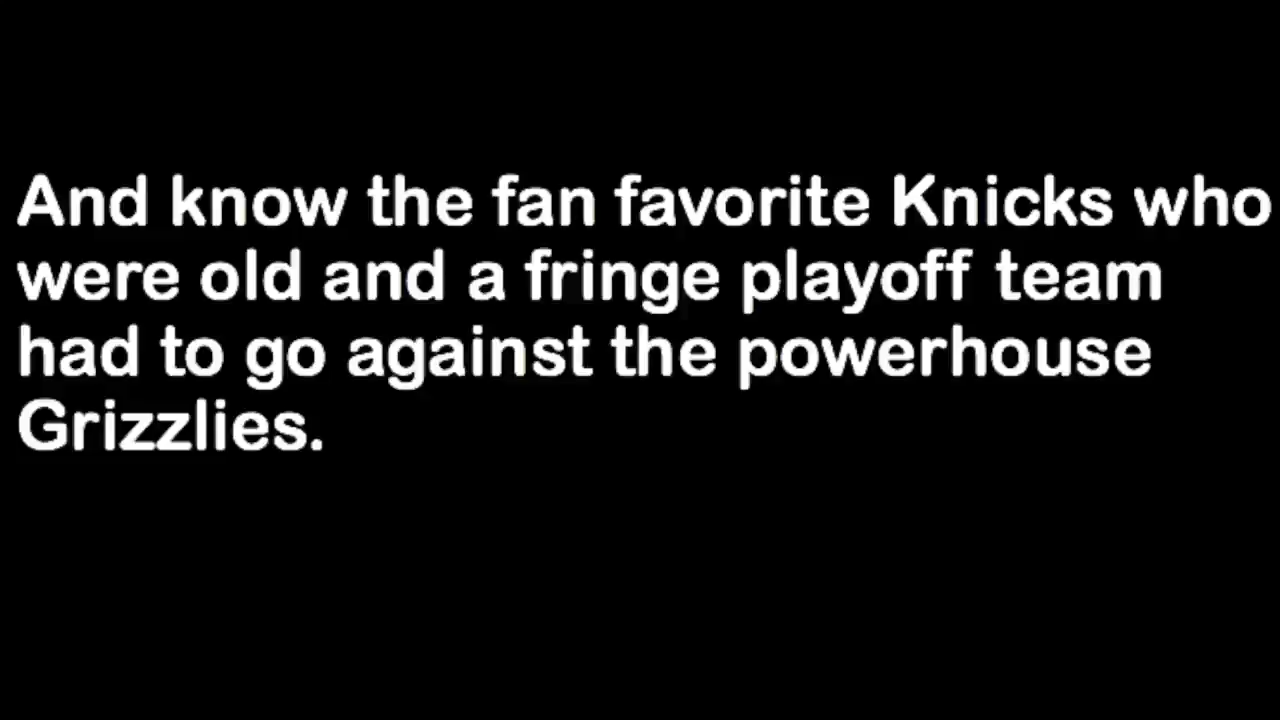 And know the fan favorite Knicks who
were old and a fringe playoff team
had to go against the powerhouse
Grizzlies.